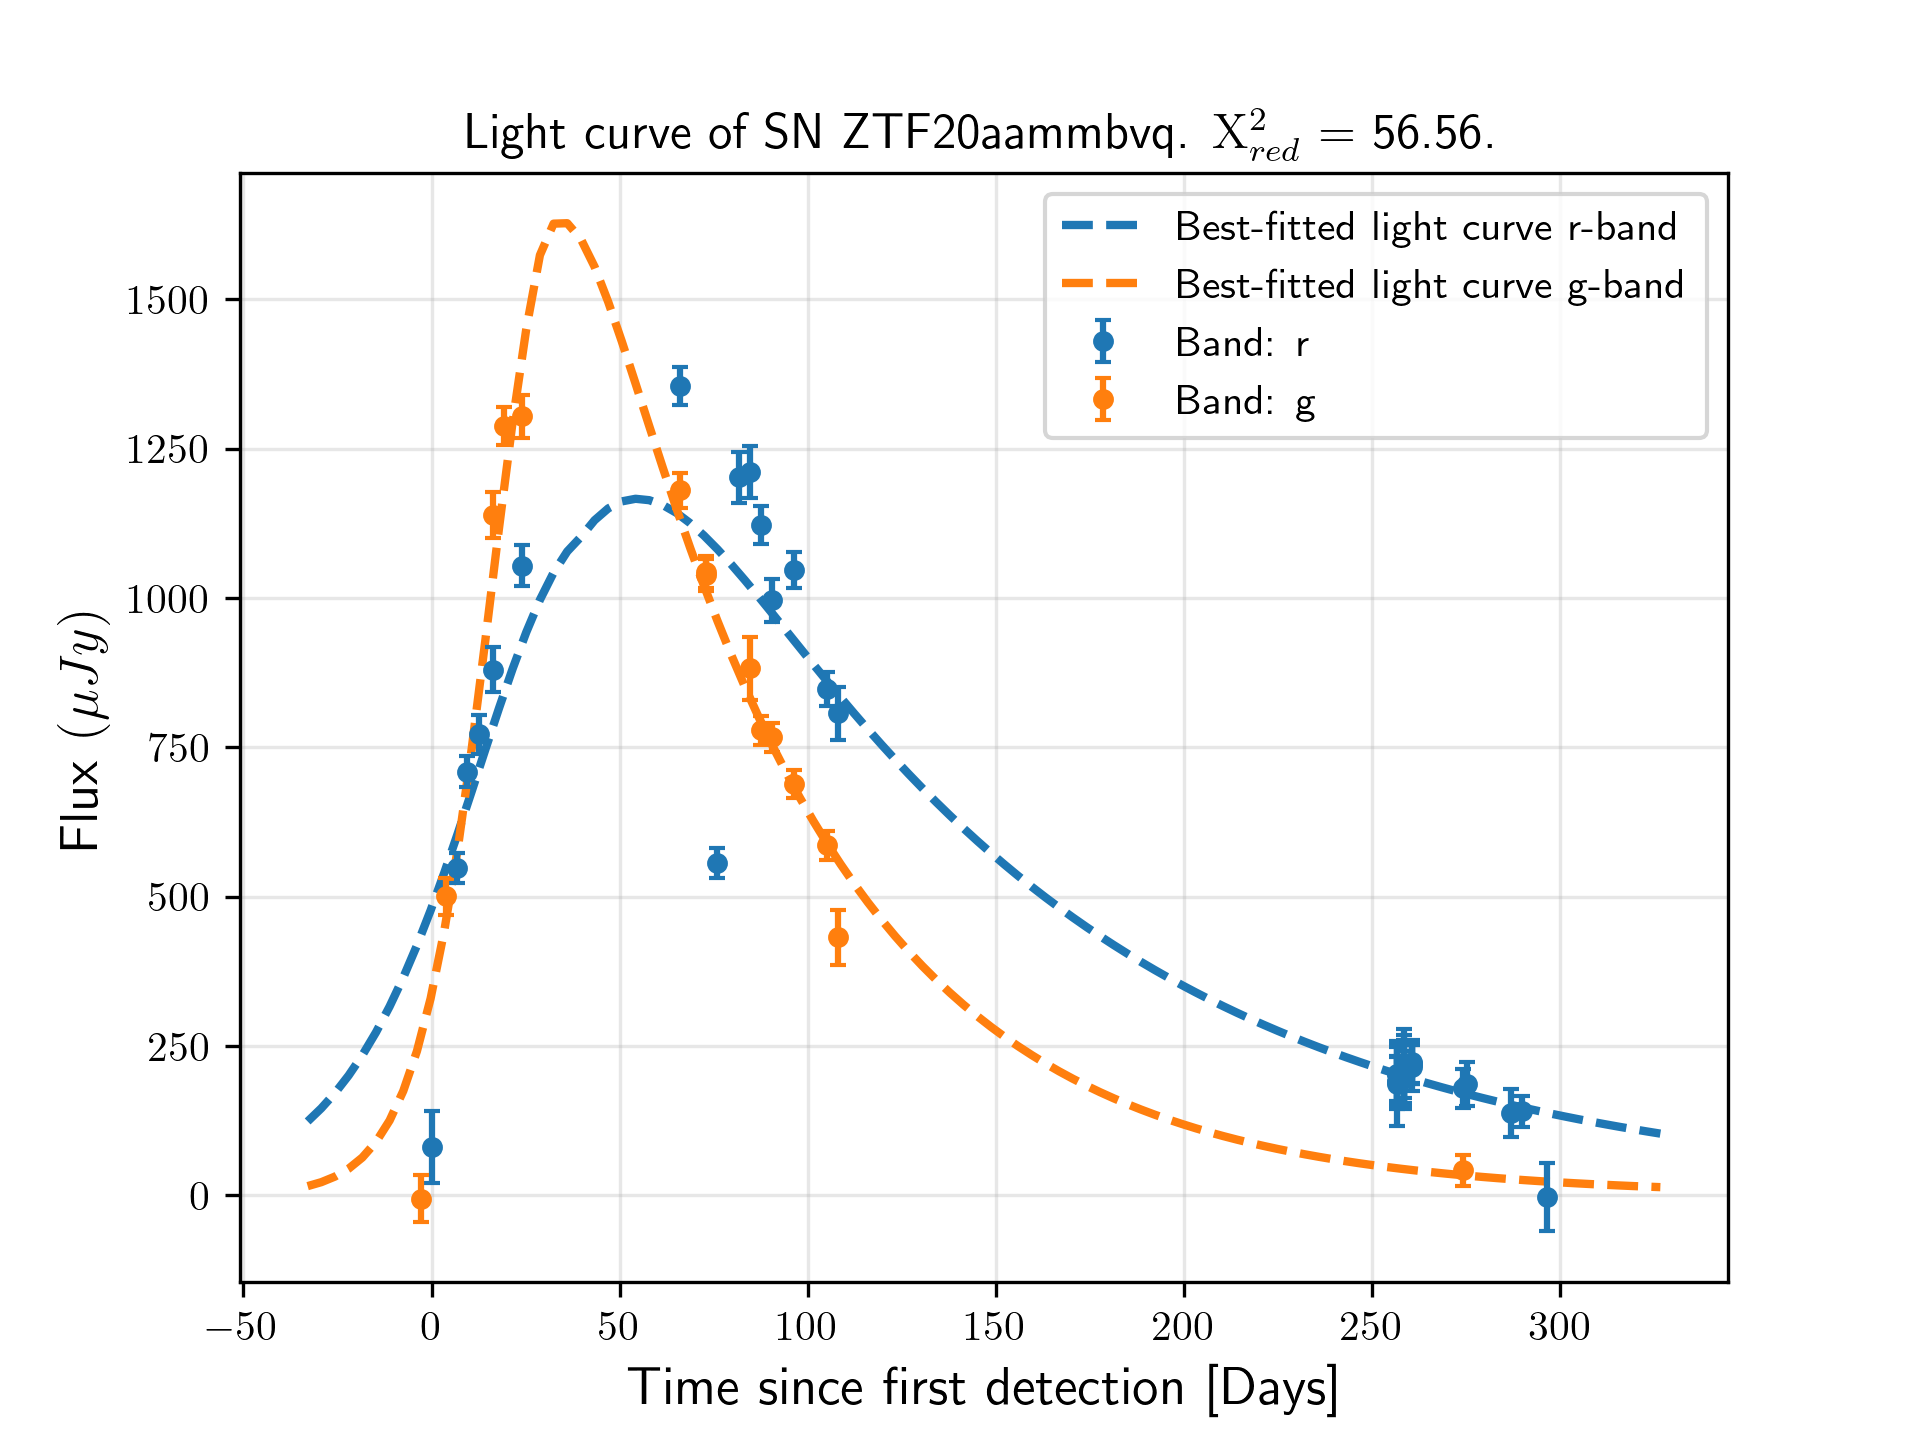 Light curve of SN ZTF20aammbvq. X²_red = 56.56.
Best-fitted light curve r-band
Best-fitted light curve g-band
Band: r
Band: g
1500
1250
1000
750
500
250
0
Flux (μJy)
−50 0 50 100 150 200 250 300
Time since first detection [Days]